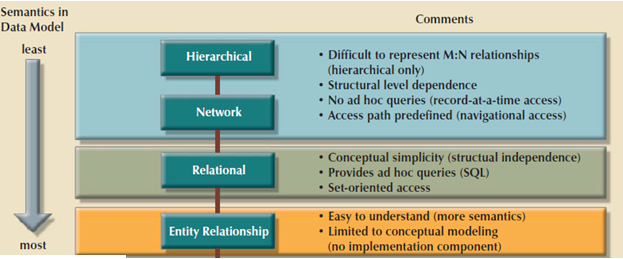 Semantics in
Data Model
Comments
least
Hierarchical
• Difficult to represent M:N relationships
(hierarchical only)
• Structural level dependence
• No ad hoc queries (record-at-a-time access)
• Access path predefined (navigational access)
Network
Relational
• Conceptual simplicity (structual independence)
• Provides ad hoc queries (SQL)
• Set-oriented access
Entity Relationship
• Easy to understand (more semantics)
• Limited to conceptual modeling
(no implementation component)
most